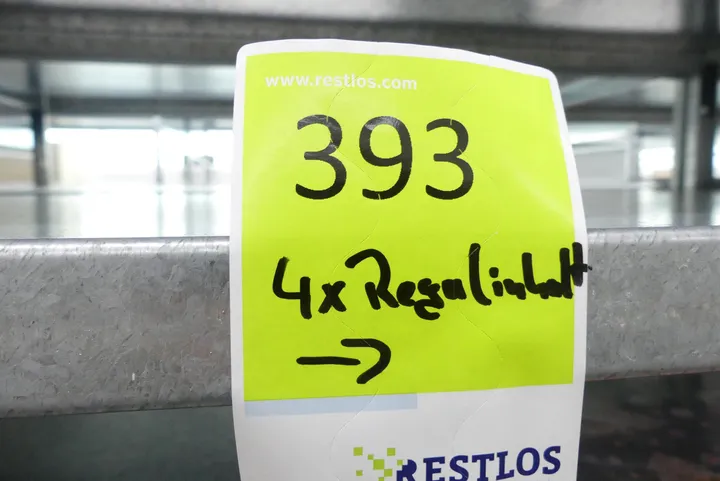 www.restlos.com
393
4x Regalinhalt
→
RESTLOS